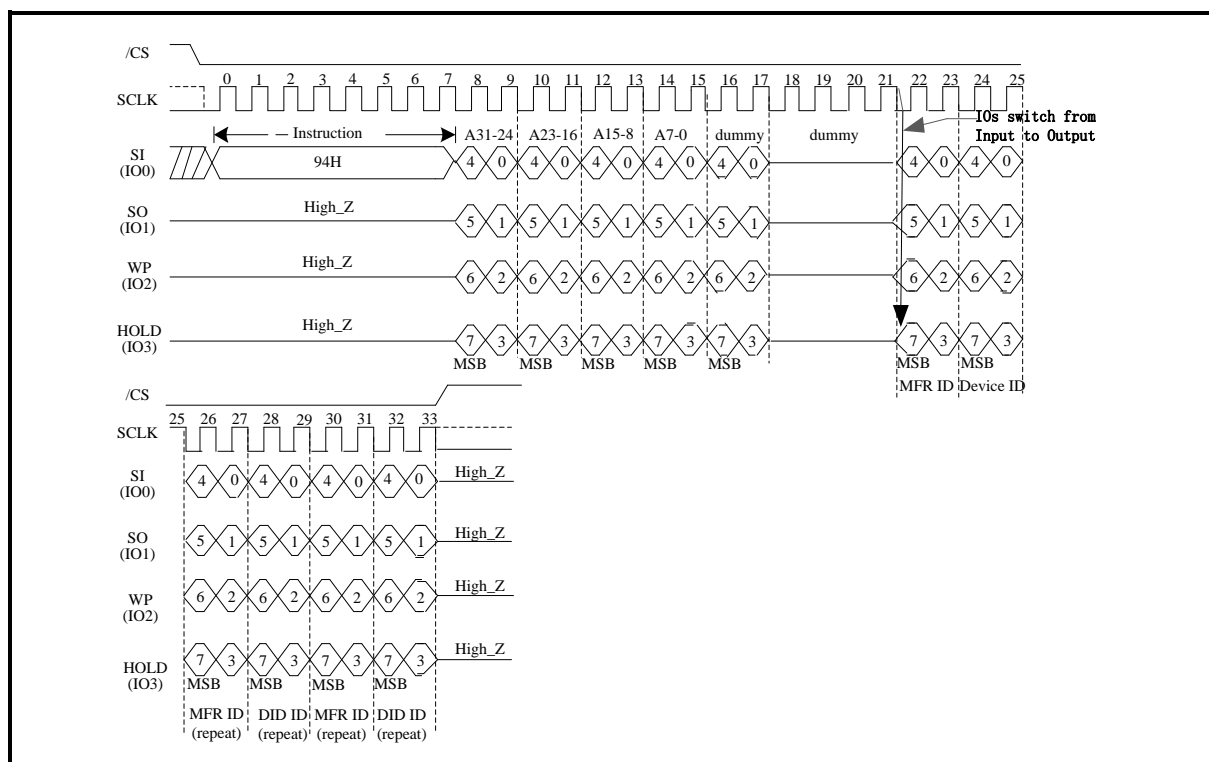 /CS
0 1 2 3 4 5 6 7 8 9 10 11 12 13 14 15 16 17 18 19 20 21 22 23 24 25
SCLK
IOs switch from
Input to Output
Instruction A31-24 A23-16 A15-8 A7-0 dummy dummy
SI
(IO0)
94H 4 0 4 0 4 0 4 0 4 0 4 0 4 0
SO
(IO1)
High_Z 5 1 5 1 5 1 5 1 5 1 5 1 5 1
WP
(IO2)
High_Z 6 2 6 2 6 2 6 2 6 2 6 2 6 2
HOLD
(IO3)
High_Z 7 3 7 3 7 3 7 3 7 3 7 3 7 3
MSB MSB MSB MSB MSB MSB MSB
MFR ID Device ID
/CS
25 26 27 28 29 30 31 32 33
SCLK
SI
(IO0)
4 0 4 0 4 0 4 0 High_Z
SO
(IO1)
5 1 5 1 5 1 5 1 High_Z
WP
(IO2)
6 2 6 2 6 2 6 2 High_Z
HOLD
(IO3)
7 3 7 3 7 3 7 3 High_Z
MSB MSB MSB MSB
MFR ID DID ID MFR ID DID ID
(repeat) (repeat) (repeat) (repeat)